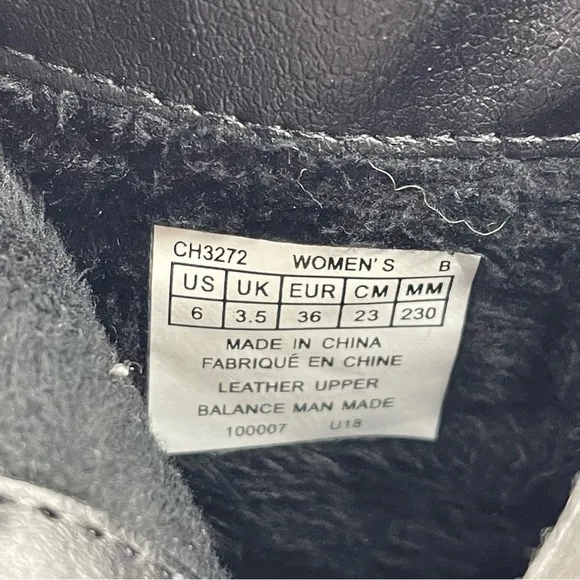 CH3272 WOMEN'S B
US UK EUR CM MM
6 3.5 36 23 230
MADE IN CHINA
FABRIQUÉ EN CHINE
LEATHER UPPER
BALANCE MAN MADE
100007 U18